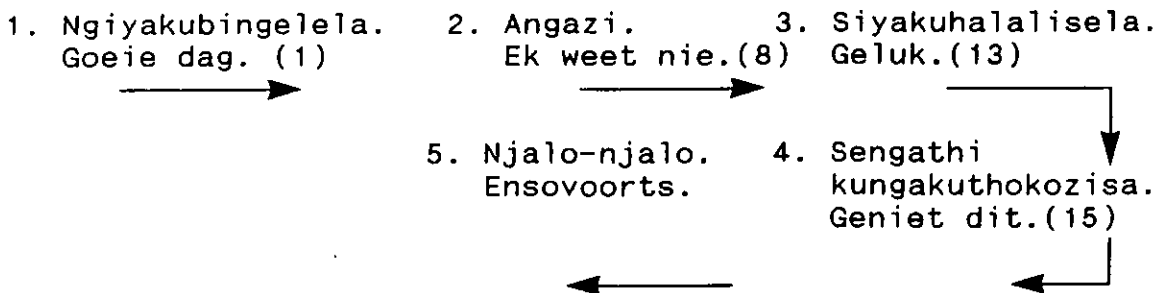 1. Ngiyakubingelela.
Goeie dag. (1)
2. Angazi.
Ek weet nie.(8)
3. Siyakuhalalisela.
Geluk.(13)
4. Sengathi
kungakuthokozisa.
Geniet dit.(15)
5. Njalo-njalo.
Ensovoorts.